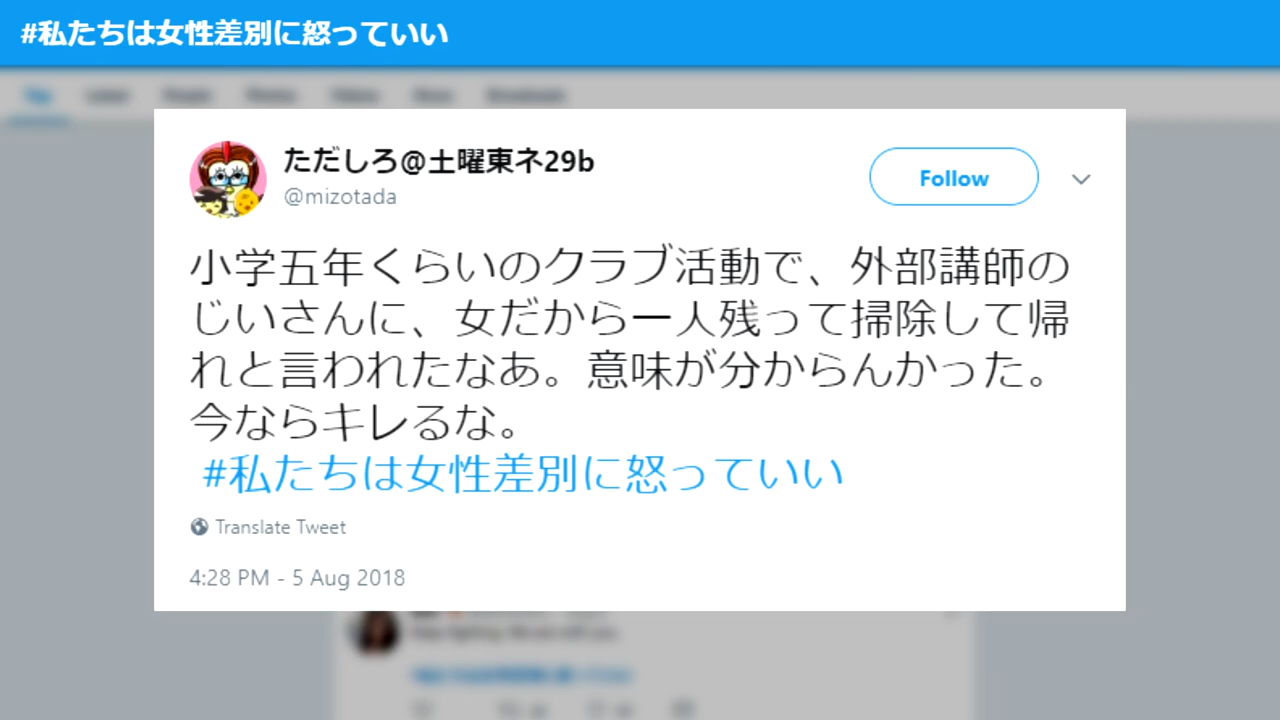 #私たちは女性差別に怒っていい
ただしろ@土曜東ネ29b
@mizotada
Follow
小学五年くらいのクラブ活動で、外部講師の
じいさんに、女だから一人残って掃除して帰
れと言われたなあ。意味が分からんかった。
今ならキレるな。
#私たちは女性差別に怒っていい
Translate Tweet
4:28 PM - 5 Aug 2018